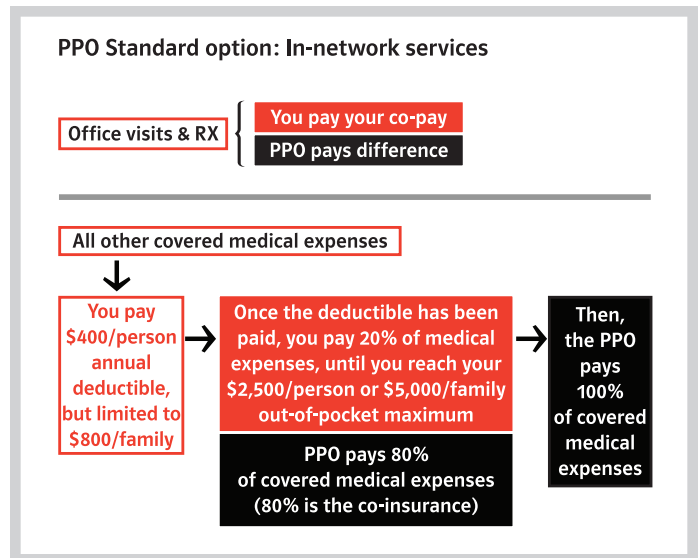 PPO Standard option: In-network services
Office visits & RX
You pay your co-pay
PPO pays difference
All other covered medical expenses
You pay
$400/person
annual
deductible,
but limited to
$800/family
Once the deductible has been
paid, you pay 20% of medical
expenses, until you reach your
$2,500/person or $5,000/family
out-of-pocket maximum
PPO pays 80%
of covered medical expenses
(80% is the co-insurance)
Then,
the PPO
pays
100%
of covered
medical
expenses